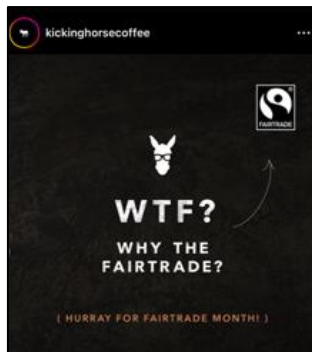 kickinghorsecoffee
FAIRTRADE
WTF?
WHY THE
FAIRTRADE?
( HURRAY FOR FAIRTRADE MONTH! )